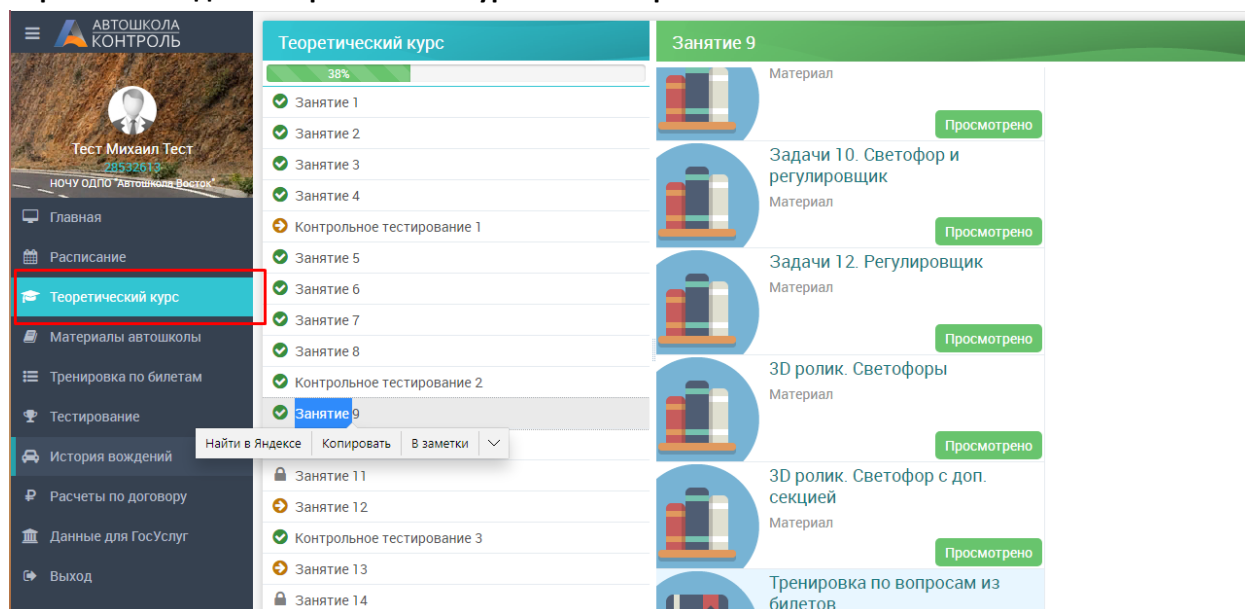 АВТОШКОЛА
КОНТРОЛЬ
Тест Михаил Тест
28532613
НОЧУ ОДПО "Автошкола Восток"
Главная
Расписание
Теоретический курс
Материалы автошколы
Тренировка по билетам
Тестирование
История вождений
Расчеты по договору
Данные для ГосУслуг
Выход
Теоретический курс
38%
Занятие 1
Занятие 2
Занятие 3
Занятие 4
Контрольное тестирование 1
Занятие 5
Занятие 6
Занятие 7
Занятие 8
Контрольное тестирование 2
Занятие 9
Найти в Яндексе Копировать В заметки
Занятие 11
Занятие 12
Контрольное тестирование 3
Занятие 13
Занятие 14
Занятие 9
Материал
Просмотрено
Задачи 10. Светофор и
регулировщик
Материал
Просмотрено
Задачи 12. Регулировщик
Материал
Просмотрено
3D ролик. Светофоры
Материал
Просмотрено
3D ролик. Светофор с доп.
секцией
Материал
Просмотрено
Тренировка по вопросам из
билетов